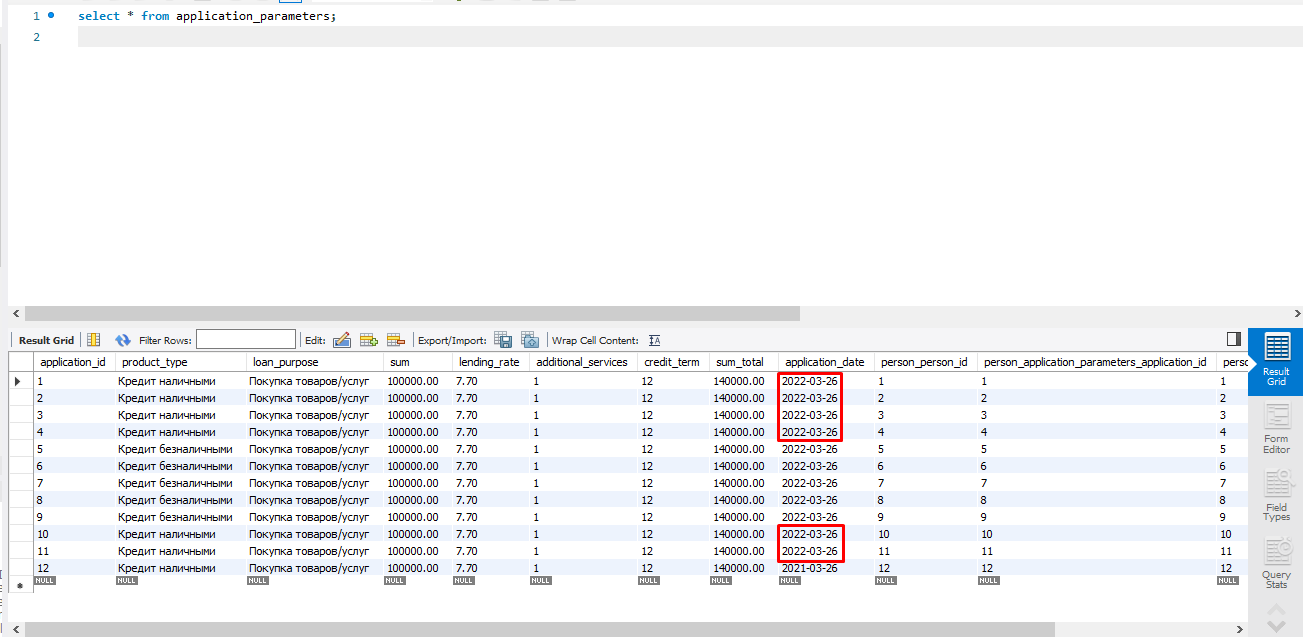 1 select * from application_parameters;
2
Result Grid Filter Rows: Edit: Export/Import: Wrap Cell Content: IA
application_id product_type loan_purpose sum lending_rate additional_services credit_term sum_total application_date person_person_id person_application_parameters_application_id
1 Кредит наличными Покупка товаров/услуг 100000.00 7.70 1 12 140000.00 2022-03-26 1 1 1
2 Кредит наличными Покупка товаров/услуг 100000.00 7.70 1 12 140000.00 2022-03-26 2 2 2
3 Кредит наличными Покупка товаров/услуг 100000.00 7.70 1 12 140000.00 2022-03-26 3 3 3
4 Кредит наличными Покупка товаров/услуг 100000.00 7.70 1 12 140000.00 2022-03-26 4 4 4
5 Кредит безналичными Покупка товаров/услуг 100000.00 7.70 1 12 140000.00 2022-03-26 5 5 5
6 Кредит безналичными Покупка товаров/услуг 100000.00 7.70 1 12 140000.00 2022-03-26 6 6 6
7 Кредит безналичными Покупка товаров/услуг 100000.00 7.70 1 12 140000.00 2022-03-26 7 7 7
8 Кредит безналичными Покупка товаров/услуг 100000.00 7.70 1 12 140000.00 2022-03-26 8 8 8
9 Кредит безналичными Покупка товаров/услуг 100000.00 7.70 1 12 140000.00 2022-03-26 9 9 9
10 Кредит наличными Покупка товаров/услуг 100000.00 7.70 1 12 140000.00 2022-03-26 10 10 10
11 Кредит наличными Покупка товаров/услуг 100000.00 7.70 1 12 140000.00 2022-03-26 11 11 11
12 Кредит наличными Покупка товаров/услуг 100000.00 7.70 1 12 140000.00 2021-03-26 12 12 12
NULL NULL NULL NULL NULL NULL NULL NULL NULL NULL NULL NULL
Result
Grid
Form
Editor
Field
Types
Query
Stats